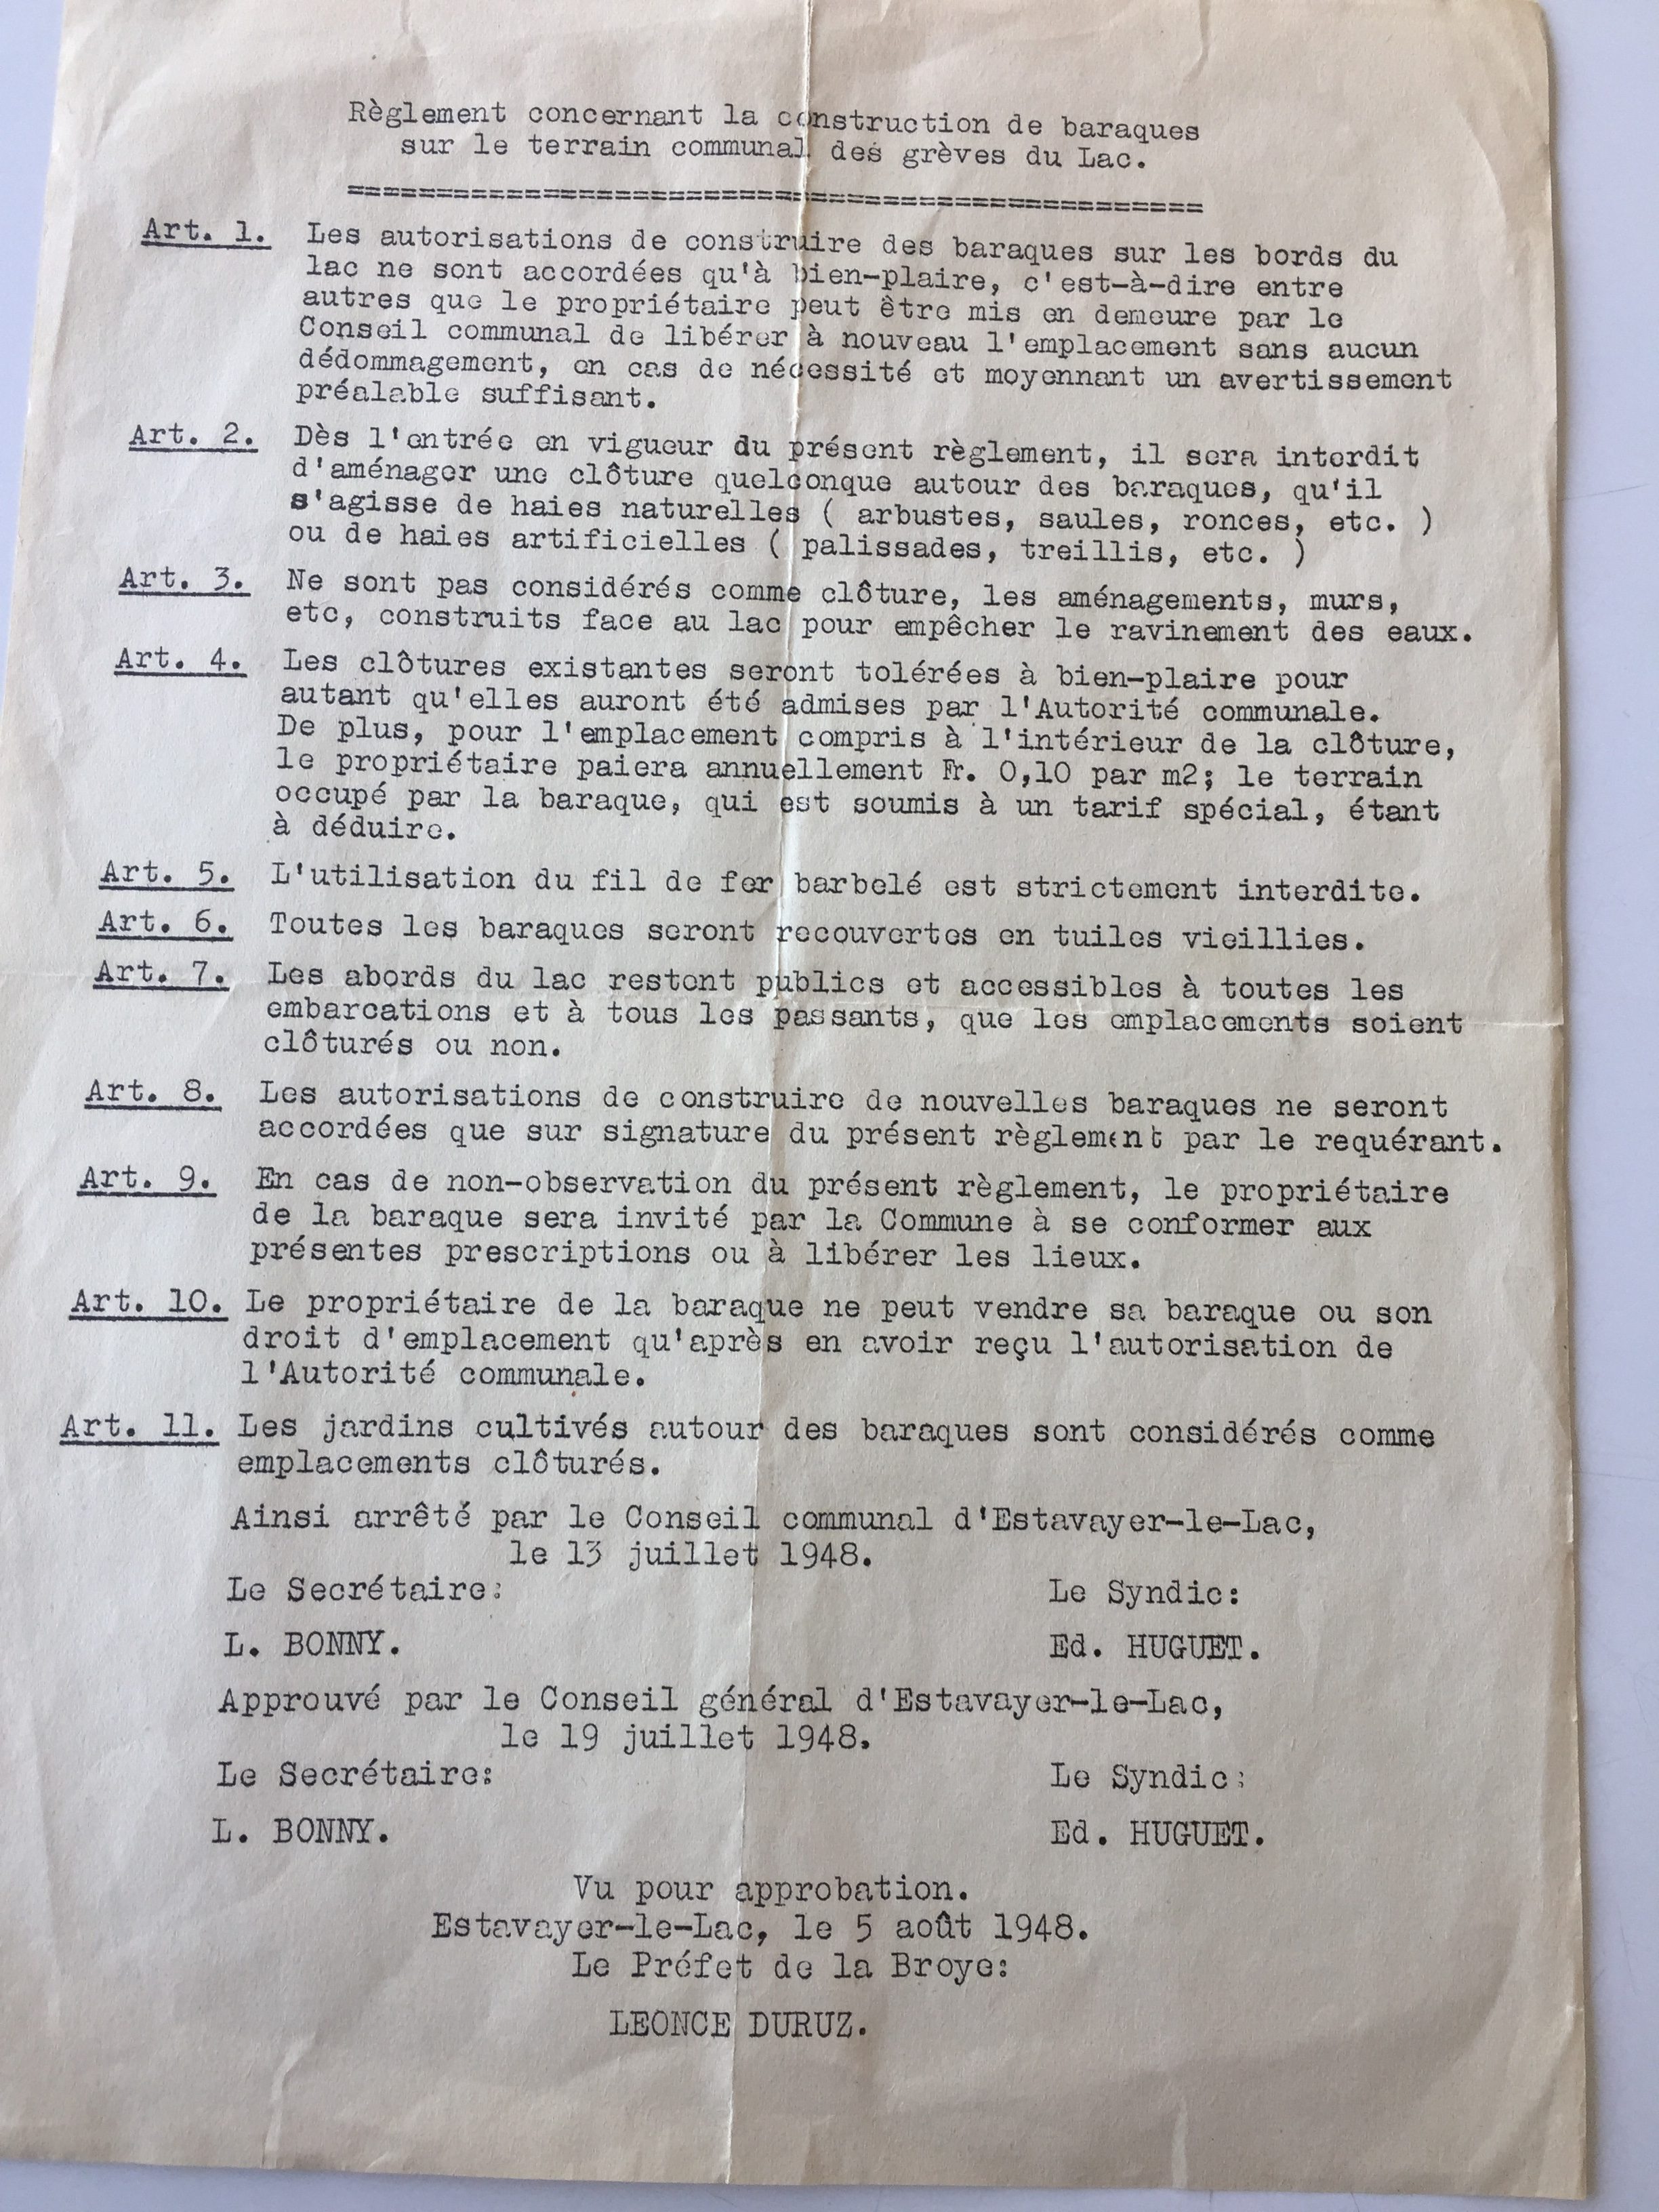 Règlement concernant la construction de baraques
sur le terrain communal des grèves du Lac.
=================================================
Art. 1. Les autorisations de construire des baraques sur les bords du
lac ne sont accordées qu'à bien-plaire, c'est-à-dire entre
autres que le propriétaire peut être mis en demeure par le
Conseil communal de libérer à nouveau l'emplacement sans aucun
dédommagement, en cas de nécessité et moyennant un avertissement
préalable suffisant.
Art. 2. Dès l'entrée en vigueur du présent règlement, il sera interdit
d'aménager une clôture quelconque autour des baraques, qu'il
s'agisse de haies naturelles ( arbustes, saules, ronces, etc. )
ou de haies artificielles ( palissades, treillis, etc. )
Art. 3. Ne sont pas considérés comme clôture, les aménagements, murs,
etc, construits face au lac pour empêcher le ravinement des eaux.
Art. 4. Les clôtures existantes seront tolérées à bien-plaire pour
autant qu'elles auront été admises par l'Autorité communale.
De plus, pour l'emplacement compris à l'intérieur de la clôture,
le propriétaire paiera annuellement Fr. 0,10 par m2; le terrain
occupé par la baraque, qui est soumis à un tarif spécial, étant
à déduire.
Art. 5. L'utilisation du fil de fer barbelé est strictement interdite.
Art. 6. Toutes les baraques seront recouvertes en tuiles vieillies.
Art. 7. Les abords du lac restent publics et accessibles à toutes les
embarcations et à tous les passants, que les emplacements soient
clôturés ou non.
Art. 8. Les autorisations de construire de nouvelles baraques ne seront
accordées que sur signature du présent règlement par le requérant.
Art. 9. En cas de non-observation du présent règlement, le propriétaire
de la baraque sera invité par la Commune à se conformer aux
présentes prescriptions ou à libérer les lieux.
Art. 10. Le propriétaire de la baraque ne peut vendre sa baraque ou son
droit d'emplacement qu'après en avoir reçu l'autorisation de
l'Autorité communale.
Art. 11. Les jardins cultivés autour des baraques sont considérés comme
emplacements clôturés.
Ainsi arrêté par le Conseil communal d'Estavayer-le-Lac,
le 13 juillet 1948.
Le Secrétaire: Le Syndic:
L. BONNY. Ed. HUGUET.
Approuvé par le Conseil général d'Estavayer-le-Lac,
le 19 juillet 1948.
Le Secrétaire: Le Syndic:
L. BONNY. Ed. HUGUET.
Vu pour approbation.
Estavayer-le-Lac, le 5 août 1948.
Le Préfet de la Broye:
LEONCE DURUZ.